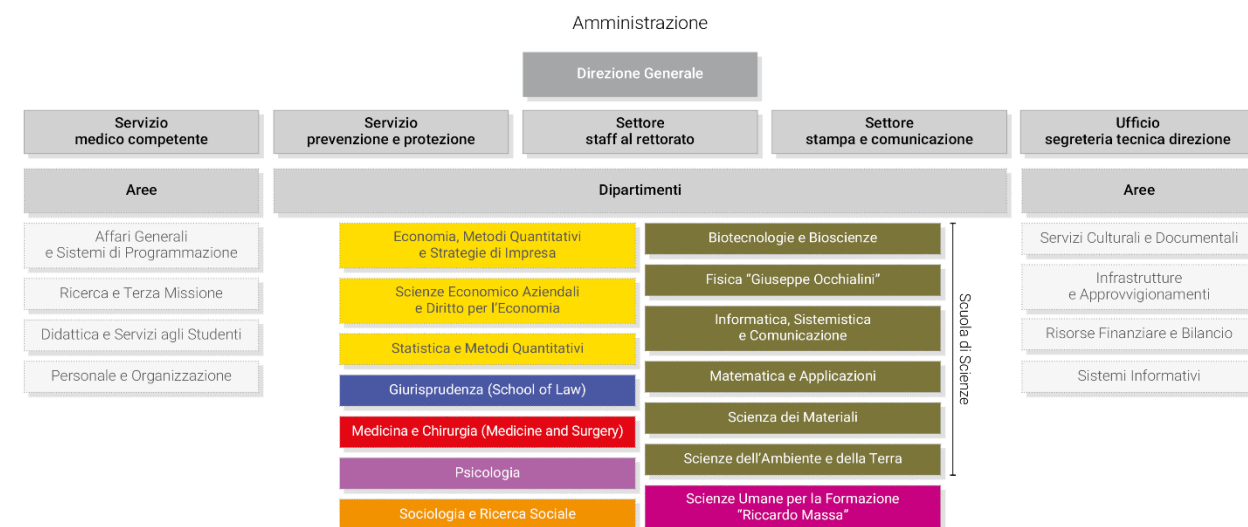 Amministrazione
Direzione Generale
Servizio
medico competente
Servizio
prevenzione e protezione
Settore
staff al rettorato
Settore
stampa e comunicazione
Ufficio
segreteria tecnica direzione
Aree
Dipartimenti
Aree
Affari Generali
e Sistemi di Programmazione
Ricerca e Terza Missione
Didattica e Servizi agli Studenti
Personale e Organizzazione
Economia, Metodi Quantitativi
e Strategie di Impresa
Scienze Economico Aziendali
e Diritto per l’Economia
Statistica e Metodi Quantitativi
Giurisprudenza (School of Law)
Medicina e Chirurgia (Medicine and Surgery)
Psicologia
Sociologia e Ricerca Sociale
Biotecnologie e Bioscienze
Fisica “Giuseppe Occhialini”
Informatica, Sistemistica
e Comunicazione
Matematica e Applicazioni
Scienza dei Materiali
Scienze dell’Ambiente e della Terra
Scienze Umane per la Formazione
“Riccardo Massa”
Scuola di Scienze
Servizi Culturali e Documentali
Infrastrutture
e Approvvigionamenti
Risorse Finanziare e Bilancio
Sistemi Informativi